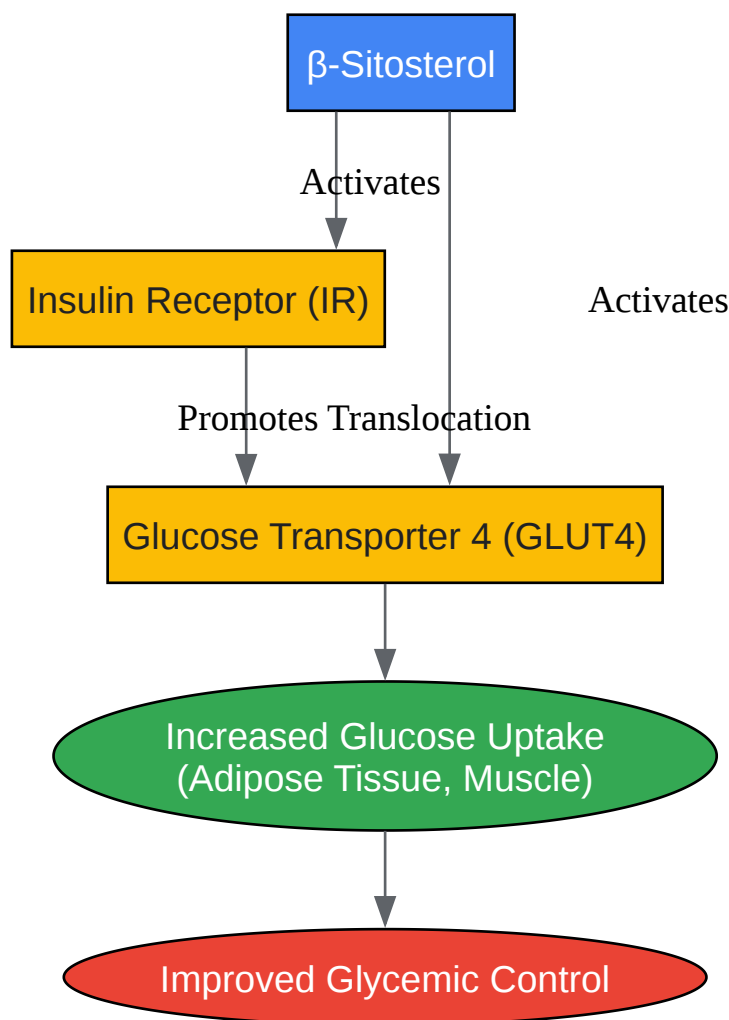 β-Sitosterol
Activates
Insulin Receptor (IR)
Activates
Promotes Translocation
Glucose Transporter 4 (GLUT4)
Increased Glucose Uptake
(Adipose Tissue, Muscle)
Improved Glycemic Control